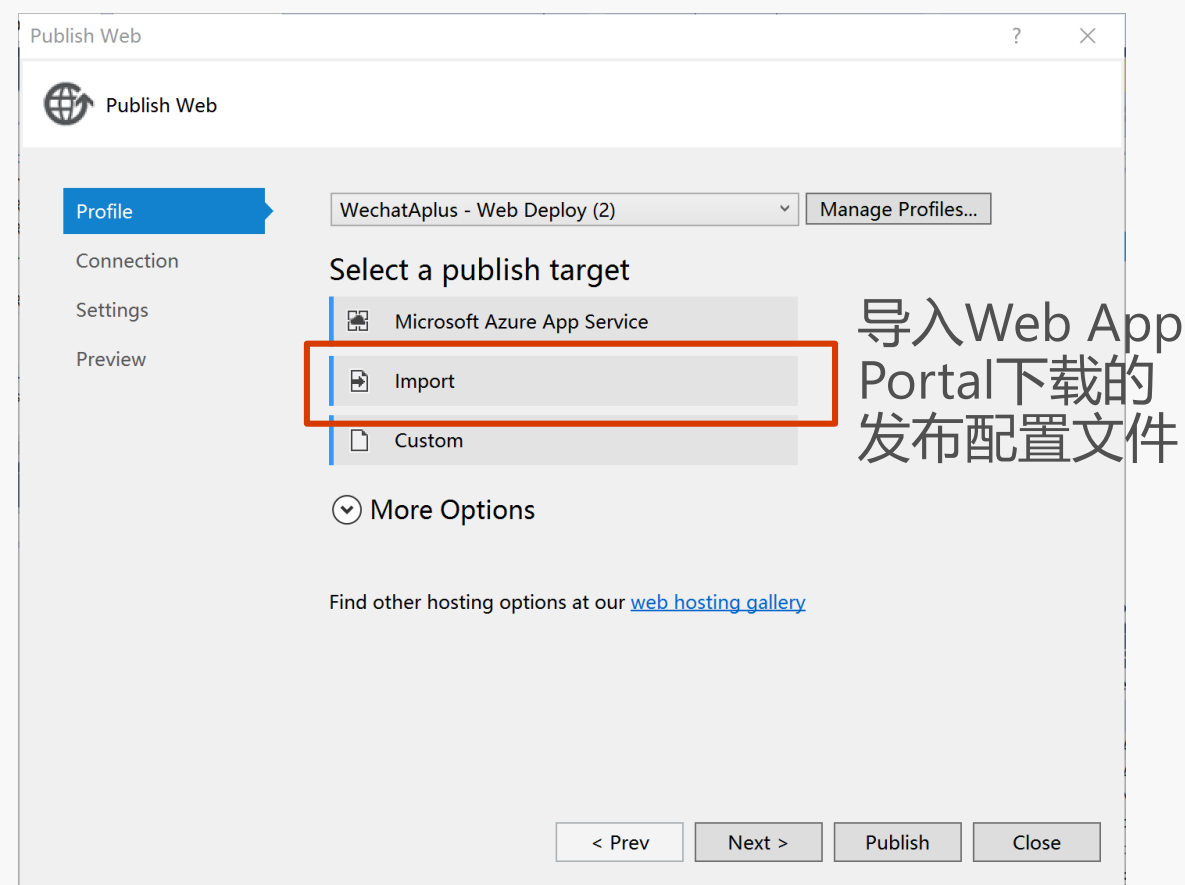 Publish Web
?
Publish Web
Profile
Connection
Settings
Preview
WechatAplus - Web Deploy (2)
Manage Profiles...
Select a publish target
Microsoft Azure App Service
Import
Custom
More Options
Find other hosting options at our web hosting gallery
导入Web App
Portal下载的
发布配置文件
< Prev
Next >
Publish
Close